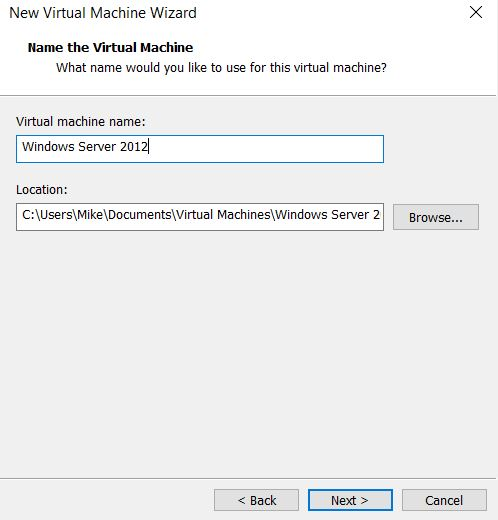 New Virtual Machine Wizard
Name the Virtual Machine
What name would you like to use for this virtual machine?
Virtual machine name:
Windows Server 2012
Location:
C:\Users\Mike\Documents\Virtual Machines\Windows Server 2
Browse...
< Back
Next >
Cancel